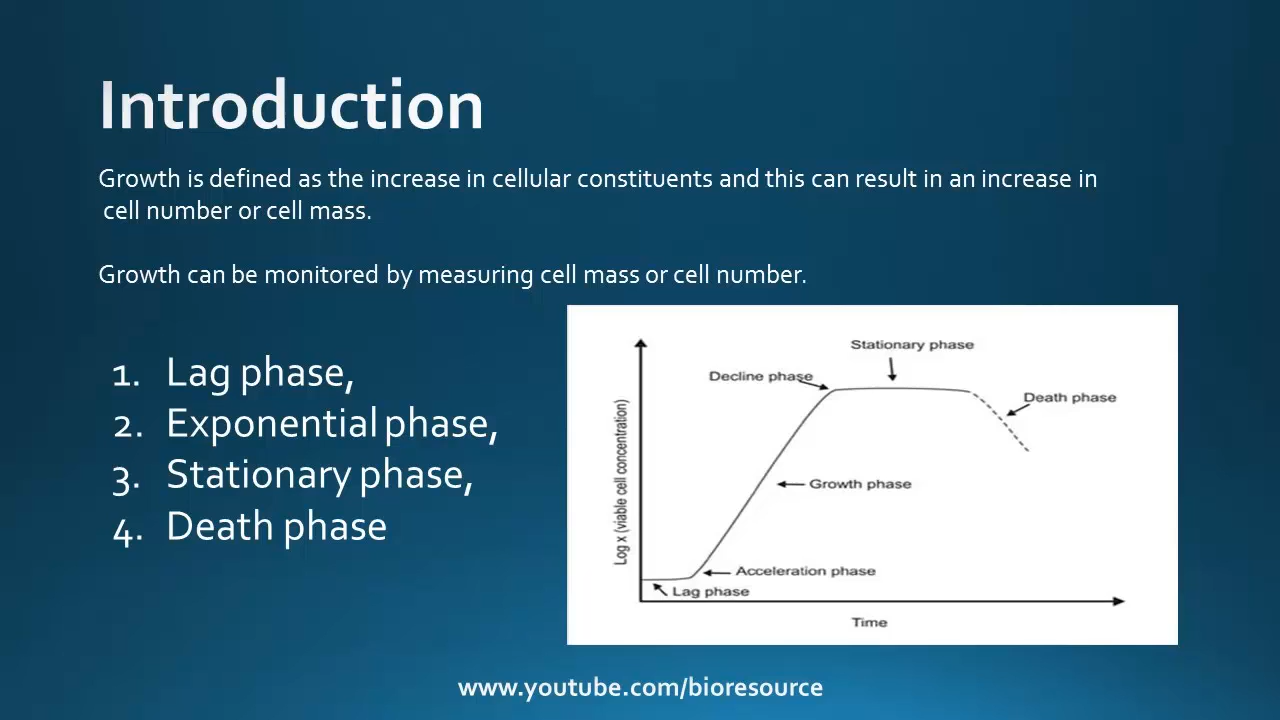 Introduction
Growth is defined as the increase in cellular constituents and this can result in an increase in
cell number or cell mass.
Growth can be monitored by measuring cell mass or cell number.
1. Lag phase,
2. Exponential phase,
3. Stationary phase,
4. Death phase
Stationary phase
Decline phase
Death phase
Log x (viable cell concentration)
Growth phase
Acceleration phase
Lag phase
Time
www.youtube.com/bioresource